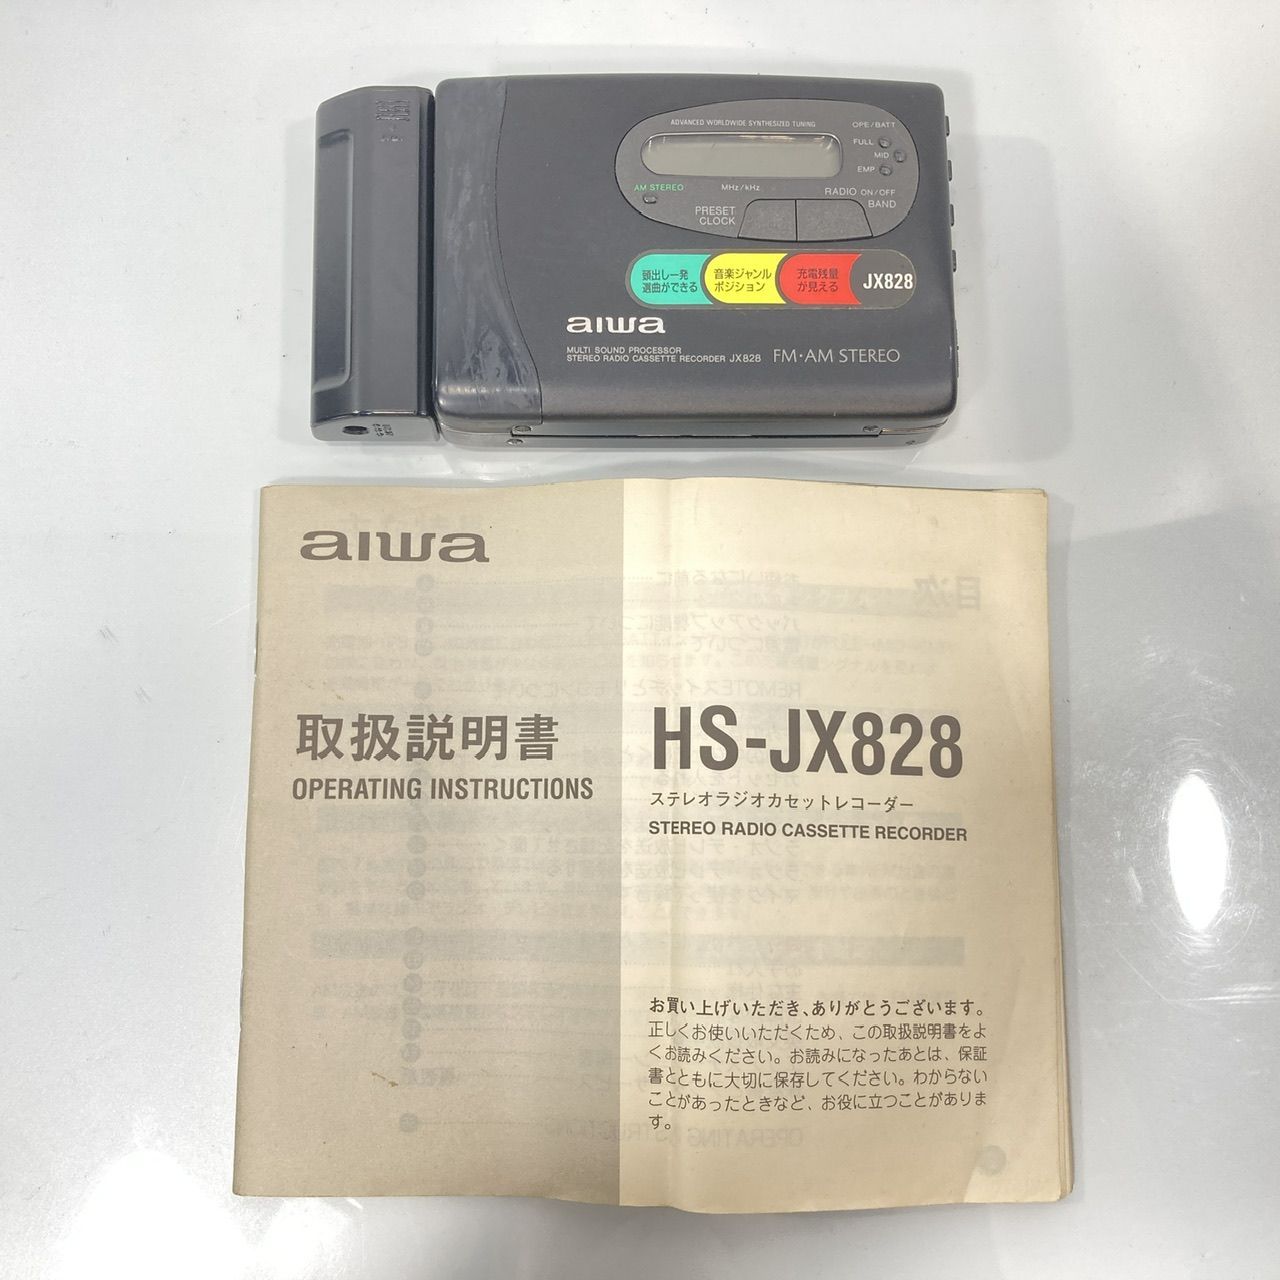 ADVANCED WORLDWIDE SYNTHESIZED TUNING
OPE/BATT
FULL
MID
EMP
AM STEREO
MHz/kHz
RADIO ON/OFF
BAND
PRESET
CLOCK
頭出し一発
選曲ができる
音楽ジャンル
ポジション
充電残量
が見える
JX828
aiwa
MULTI SOUND PROCESSOR
STEREO RADIO CASSETTE RECORDER JX828
FM・AM STEREO
aiwa
取扱説明書
OPERATING INSTRUCTIONS
HS-JX828
ステレオラジオカセットレコーダー
STEREO RADIO CASSETTE RECORDER
お買い上げいただき、ありがとうございます。
正しくお使いいただくため、この取扱説明書をよ
くお読みください。お読みになったあとは、保証
書とともに大切に保存してください。わからない
ことがあったときなど、お役に立つことがありま
す。